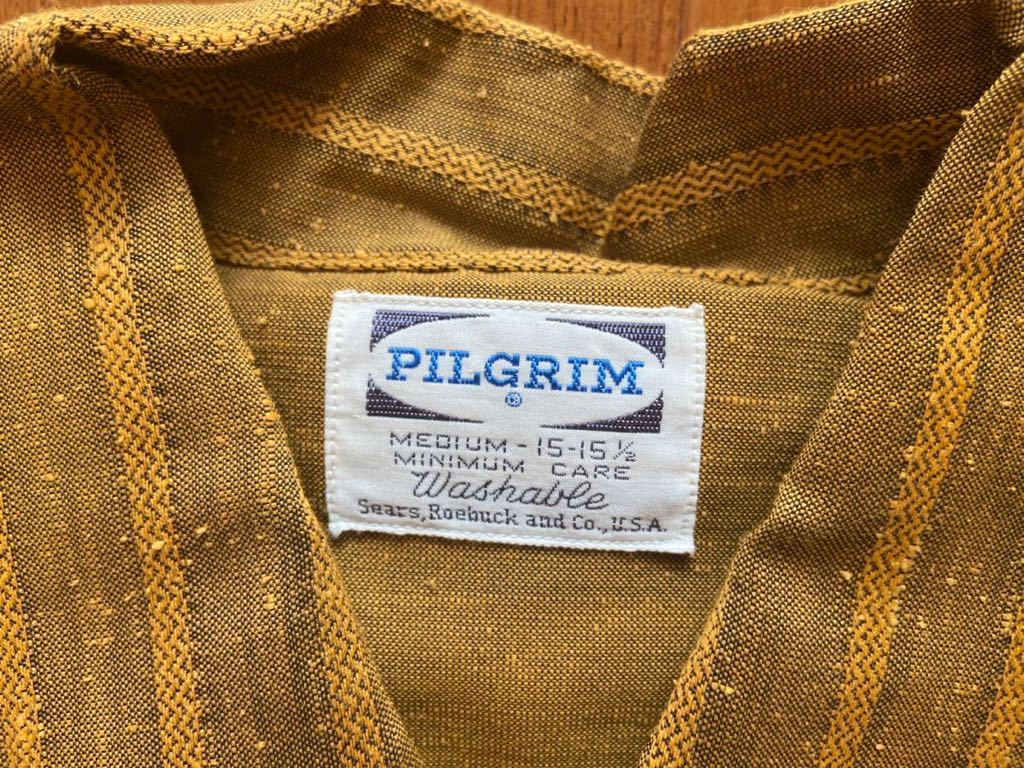 PILGRIM
®
MEDIUM - 15-15½
MINIMUM CARE
Washable
Sears, Roebuck and Co., U.S.A.